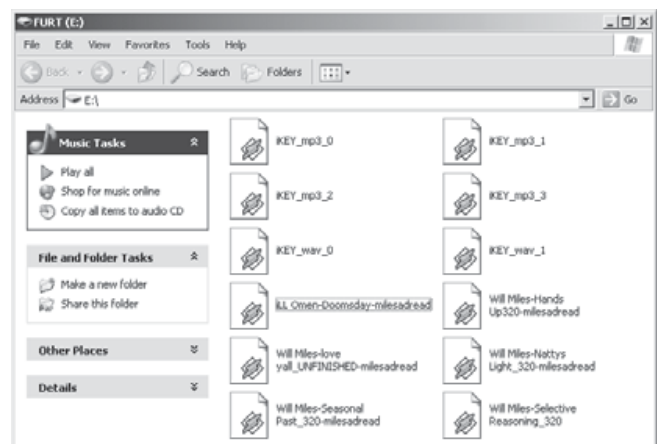 FURT (E:)
File Edit View Favorites Tools Help
Back Search Folders
Address E:\ Go
Music Tasks
Play all
Shop for music online
Copy all items to audio CD
File and Folder Tasks
Make a new folder
Share this folder
Other Places
Details
iKEY_mp3_0
iKEY_mp3_1
iKEY_mp3_2
iKEY_mp3_3
iKEY_wav_0
iKEY_wav_1
iLL Omen-Doomsday-milesadread
Will Miles-Hands
Up320-milesadread
Will Miles-love
yall_UNFINISHED-milesadread
Will Miles-Nattys
Light_320-milesadread
Will Miles-Seasonal
Past_320-milesadread
Will Miles-Selective
Reasoning_320